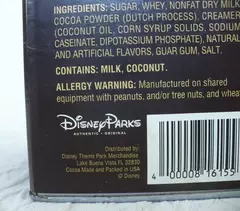 INGREDIENTS: SUGAR, WHEY, NONFAT DRY MILK
COCOA POWDER (DUTCH PROCESS), CREAMER
(COCONUT OIL, CORN SYRUP SOLIDS, SODIUM
CASEINATE, DIPOTASSIUM PHOSPHATE), NATURAL
AND ARTIFICIAL FLAVORS, GUAR GUM, SALT.
CONTAINS: MILK, COCONUT.
ALLERGY WARNING: Manufactured on shared
equipment with peanuts, and/or tree nuts, and wheat
Disney Parks
AUTHENTIC • ORIGINAL
Distributed by:
Disney Theme Park Merchandise
Lake Buena Vista FL 32830
Cocoa Made and Packed in USA
© Disney
4 00008 16155